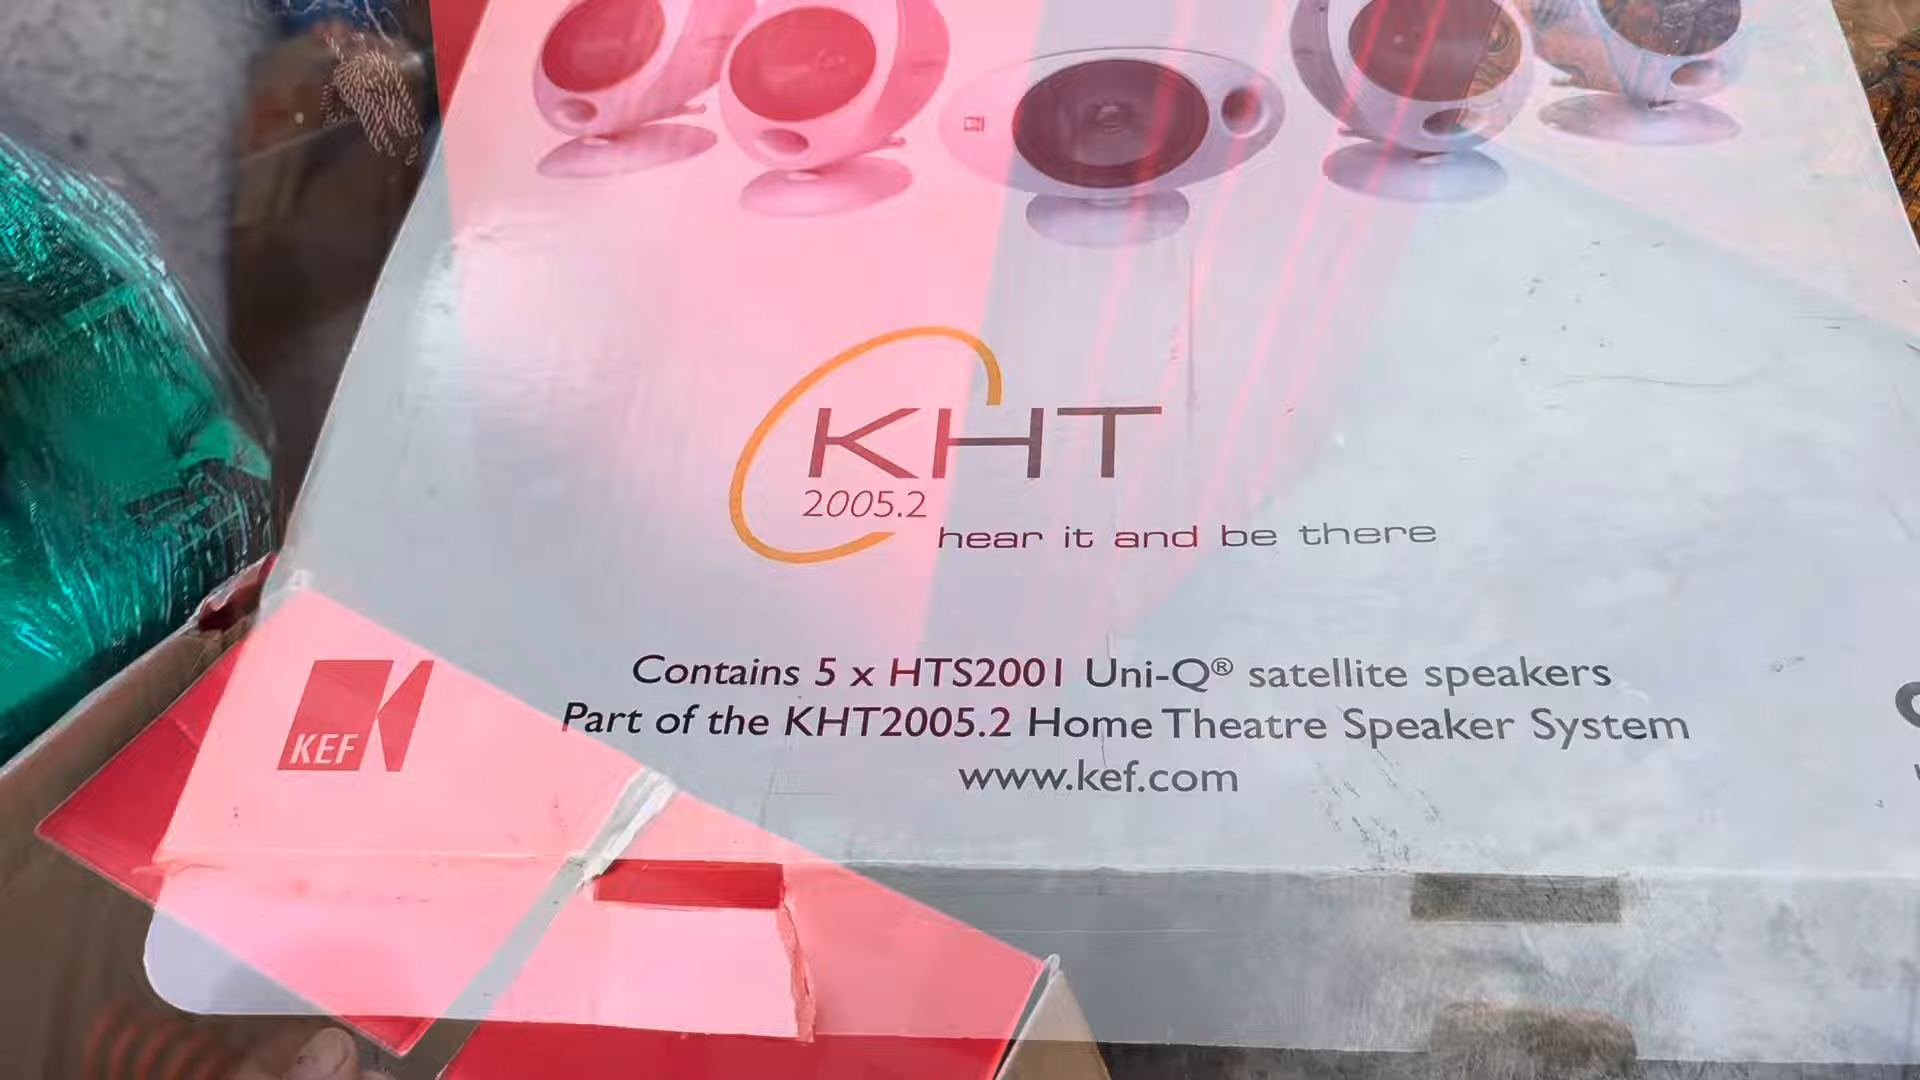 KHT
2005.2
hear it and be there
Contains 5 x HTS2001 Uni-Q® satellite speakers
Part of the KHT2005.2 Home Theatre Speaker System
www.kef.com
KEF